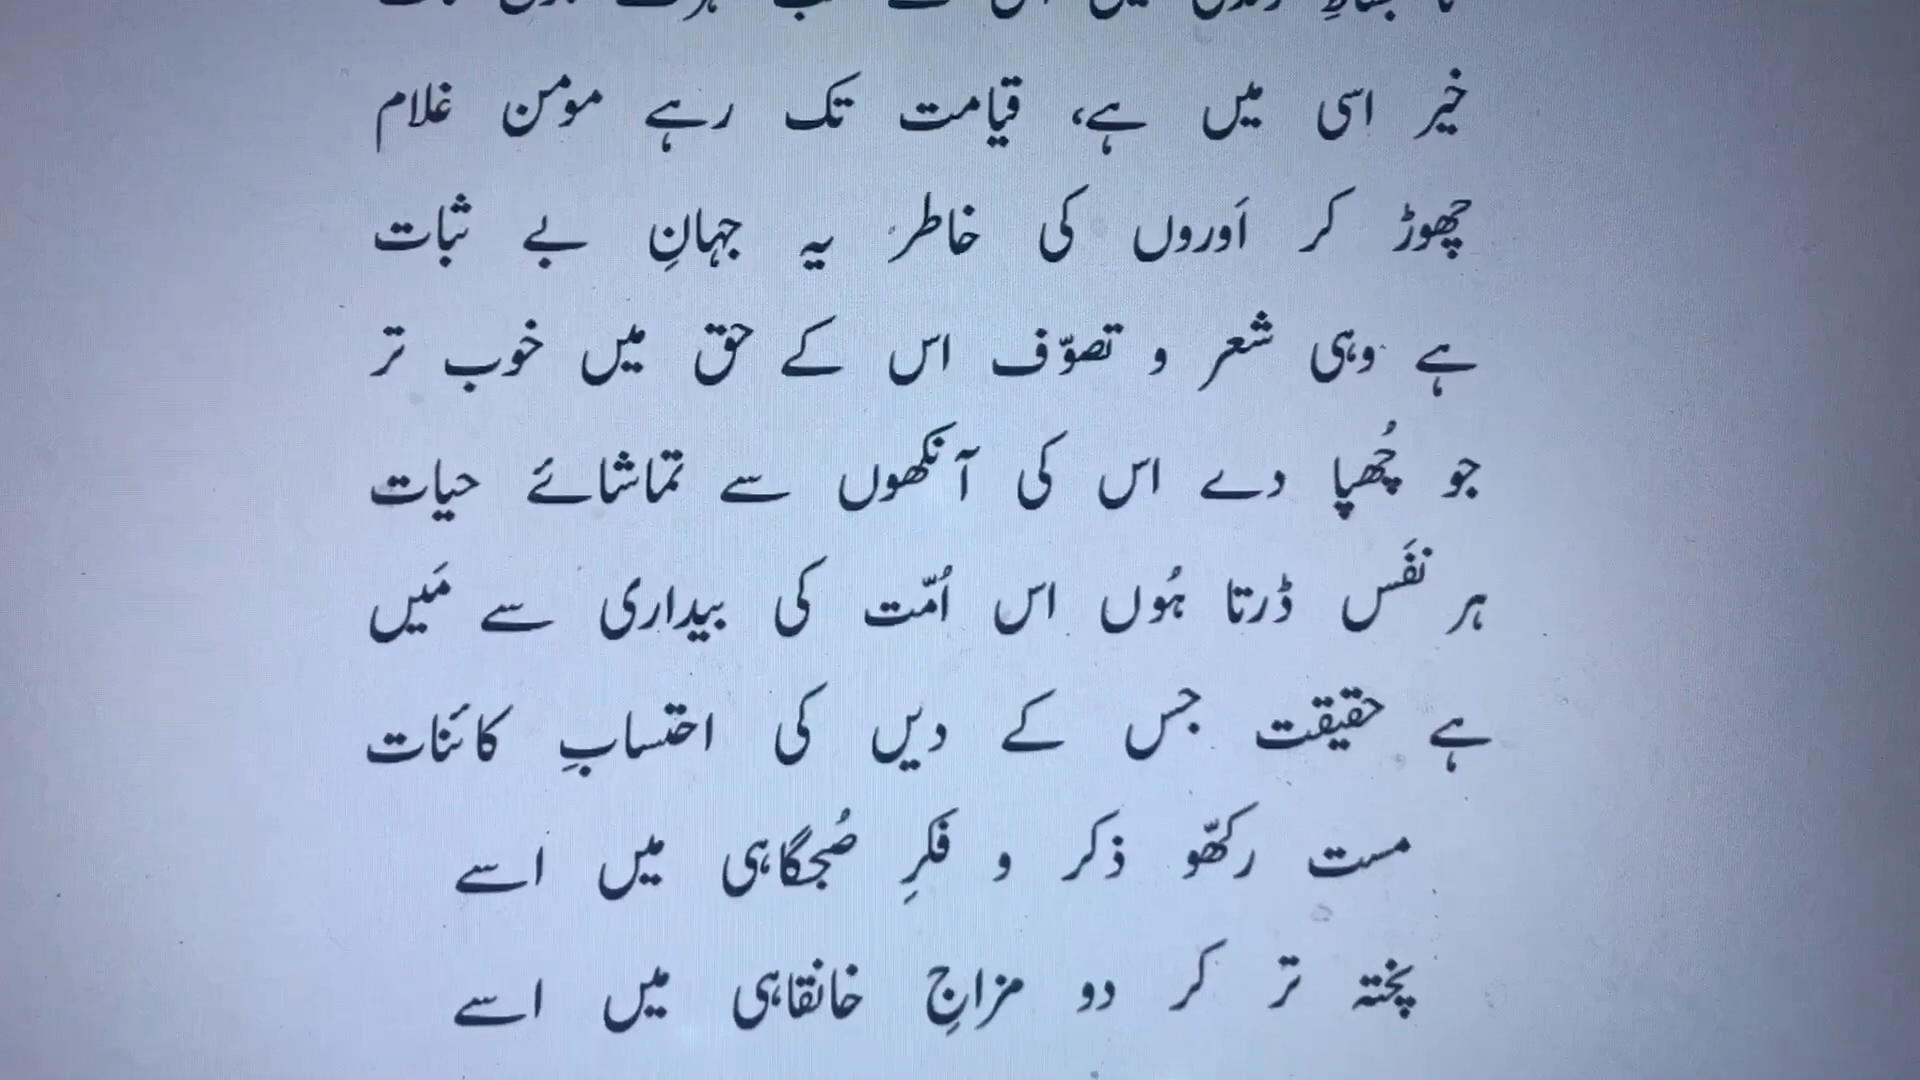 خیر اسی میں ہے، قیامت تک رہے مومن غلام
چھوڑ کر اَوروں کی خاطر یہ جہانِ بے ثبات
ہے وہی شعر و تصوّف اس کے حق میں خوب تر
جو چُھپا دے اس کی آنکھوں سے تماشائے حیات
ہر نفَس ڈرتا ہُوں اس اُمّت کی بیداری سے مَیں
ہے حقیقت جس کے دیں کی احتسابِ کائنات
مست رکھّو ذکر و فکرِ صُبحگاہی میں اسے
پختہ تر کر دو مزاجِ خانقاہی میں اسے